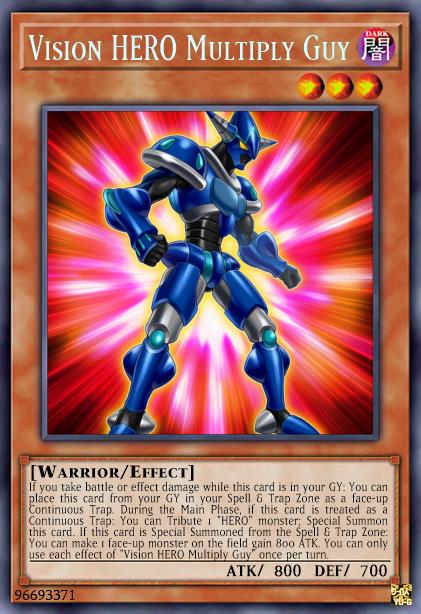 Vision HERO Multiply Guy
DARK
闇
[Warrior/Effect]
If you take battle or effect damage while this card is in your GY: You can
place this card from your GY in your Spell & Trap Zone as a face-up
Continuous Trap. During the Main Phase, if this card is treated as a
Continuous Trap: You can Tribute 1 "HERO" monster; Special Summon
this card. If this card is Special Summoned from the Spell & Trap Zone:
You can make 1 face-up monster on the field gain 800 ATK. You can only
use each effect of "Vision HERO Multiply Guy" once per turn.
ATK/ 800 DEF/ 700
96693371